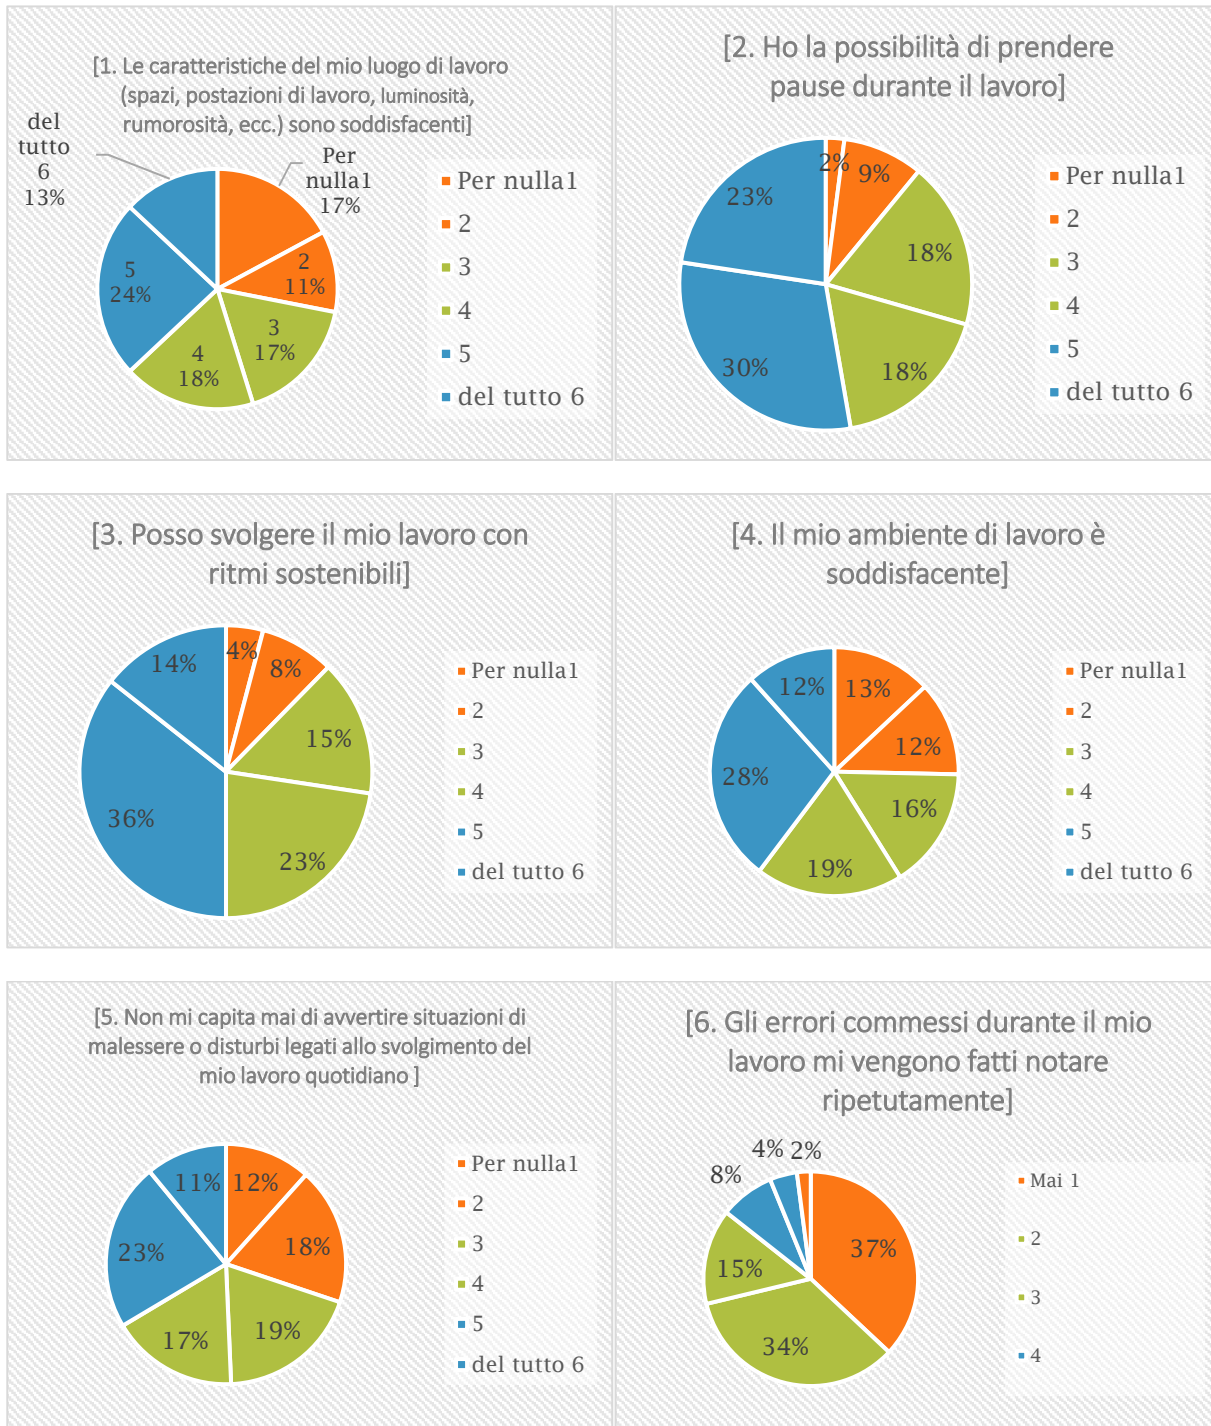 [1. Le caratteristiche del mio luogo di lavoro
(spazi, postazioni di lavoro, luminosità,
rumorosità, ecc.) sono soddisfacenti]
del
tutto
6
13%
Per
nulla1
17%
2
11%
3
17%
4
18%
5
24%
Per nulla1
2
3
4
5
del tutto 6
[2. Ho la possibilità di prendere
pause durante il lavoro]
2%
9%
18%
18%
30%
23%
Per nulla1
2
3
4
5
del tutto 6
[3. Posso svolgere il mio lavoro con
ritmi sostenibili]
4%
8%
15%
23%
36%
14%
Per nulla1
2
3
4
5
del tutto 6
[4. Il mio ambiente di lavoro è
soddisfacente]
13%
12%
16%
19%
28%
12%
Per nulla1
2
3
4
5
del tutto 6
[5. Non mi capita mai di avvertire situazioni di
malessere o disturbi legati allo svolgimento del
mio lavoro quotidiano ]
12%
18%
19%
17%
23%
11%
Per nulla1
2
3
4
5
del tutto 6
[6. Gli errori commessi durante il mio
lavoro mi vengono fatti notare
ripetutamente]
37%
34%
15%
8%
4%
2%
Mai 1
2
3
4